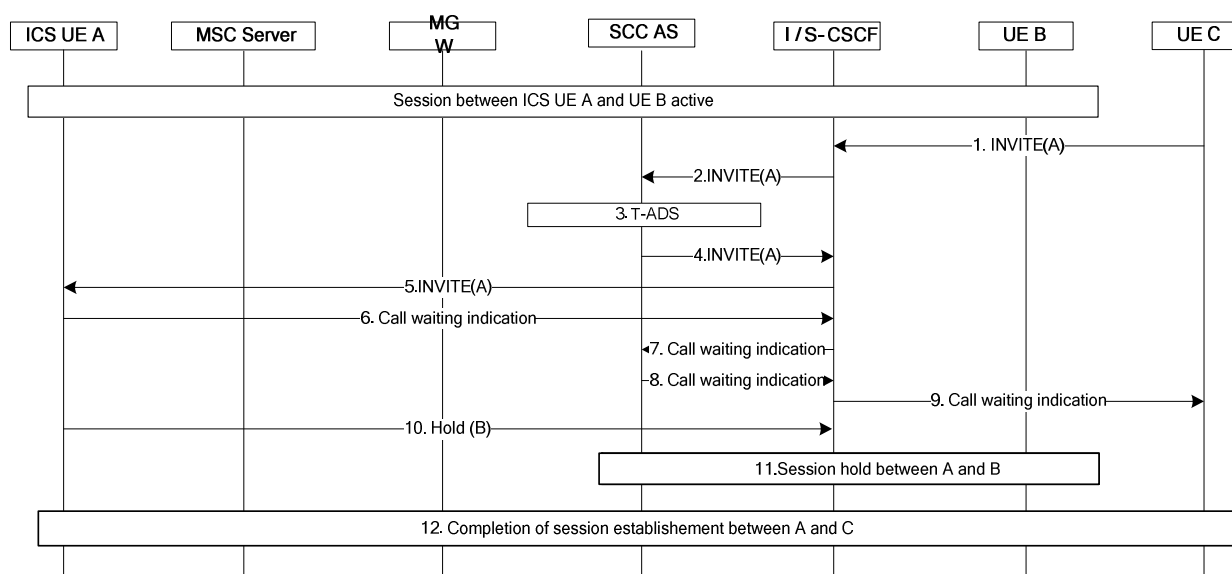 ICS UE A
MSC Server
MG
W
SCC AS
I / S-CSCF
UE B
UE C
Session between ICS UE A and UE B active
1. INVITE(A)
2.INVITE(A)
3. T-ADS
4.INVITE(A)
5.INVITE(A)
6. Call waiting indication
7. Call waiting indication
8. Call waiting indication
9. Call waiting indication
10. Hold (B)
11.Session hold between A and B
12. Completion of session establishement between A and C